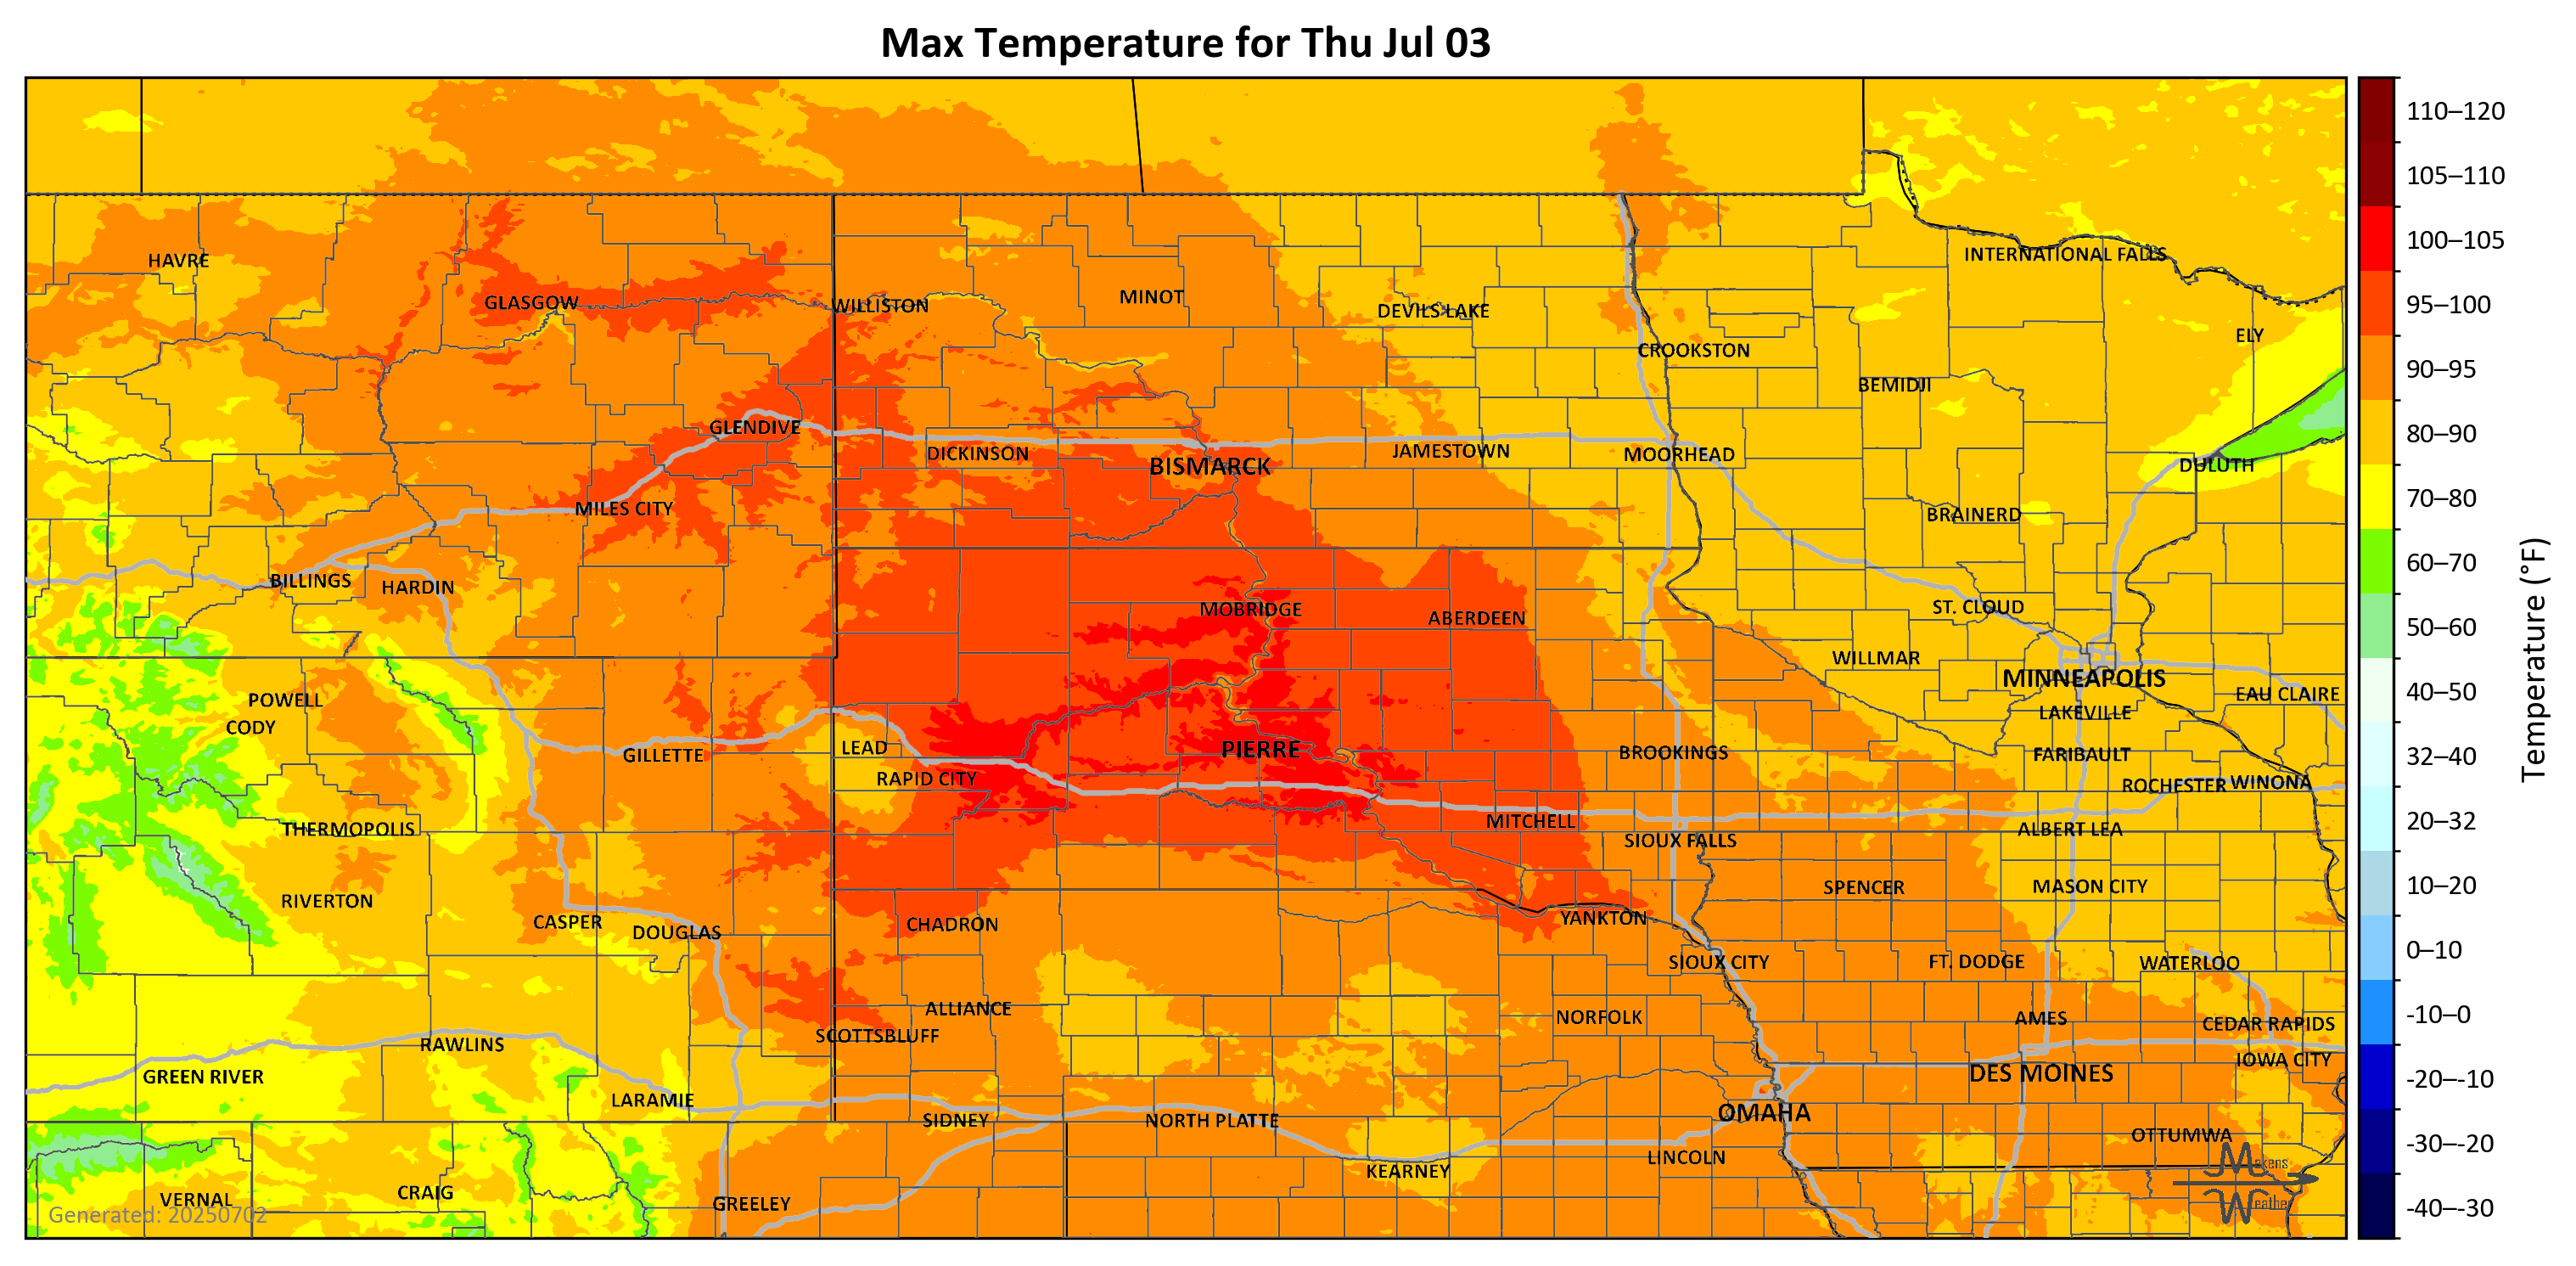 Max Temperature for Thu Jul 03
HAVRE
INTERNATIONAL FALLS
GLASGOW
WILLISTON
MINOT
DEVILS LAKE
ELY
CROOKSTON
BEMIDJI
GLENDIVE
DICKINSON
BISMARCK
JAMESTOWN
MOORHEAD
DULUTH
MILES CITY
BRAINERD
BILLINGS
HARDIN
MOBRIDGE
ABERDEEN
ST. CLOUD
WILLMAR
MINNEAPOLIS
POWELL
EAU CLAIRE
CODY
LAKEVILLE
GILLETTE
LEAD
PIERRE
BROOKINGS
FARIBAULT
RAPID CITY
ROCHESTER
WINONA
THERMOPOLIS
MITCHELL
ALBERT LEA
SIOUX FALLS
RIVERTON
SPENCER
MASON CITY
CASPER
DOUGLAS
CHADRON
YANKTON
SIOUX CITY
FT. DODGE
WATERLOO
ALLIANCE
NORFOLK
AMES
CEDAR RAPIDS
SCOTTSBLUFF
RAWLINS
IOWA CITY
GREEN RIVER
DES MOINES
LARAMIE
SIDNEY
NORTH PLATTE
OMAHA
OTTUMWA
KEARNEY
LINCOLN
VERNAL
CRAIG
GREELEY
Generated: 20250702
Makens
Weather
110–120
105–110
100–105
95–100
90–95
80–90
70–80
60–70
50–60
40–50
32–40
20–32
10–20
0–10
-10–0
-20–-10
-30–-20
-40–-30
Temperature (°F)